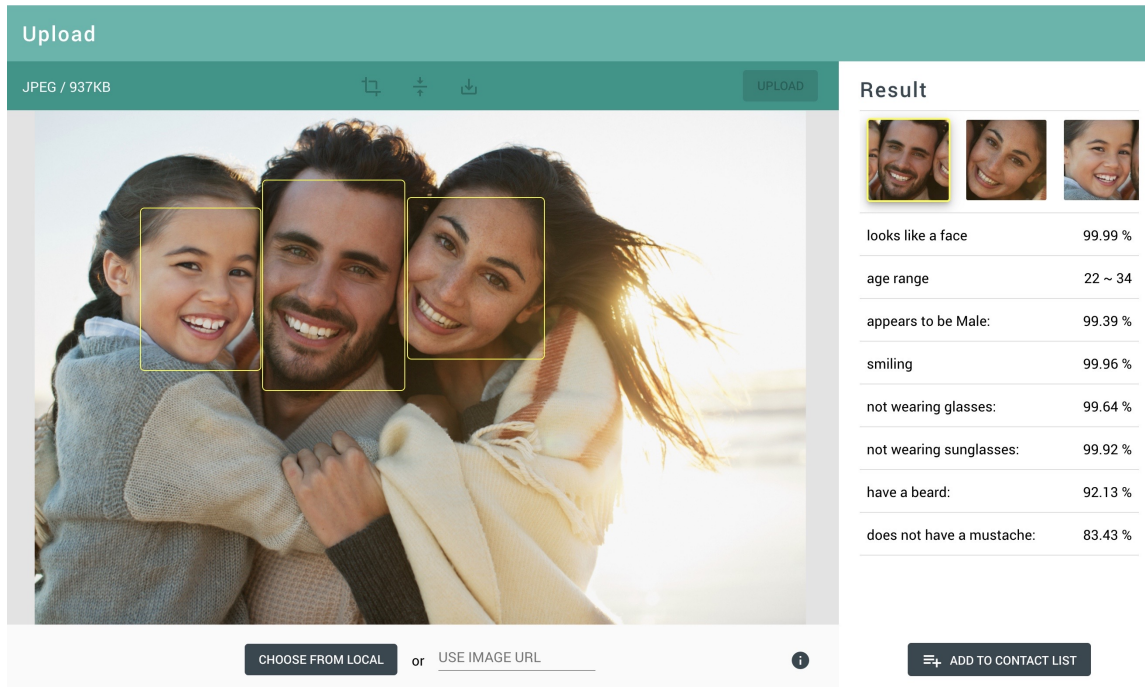 Upload
JPEG / 937KB
UPLOAD
Result
looks like a face 99.99 %
age range 22 ~ 34
appears to be Male: 99.39 %
smiling 99.96 %
not wearing glasses: 99.64 %
not wearing sunglasses: 99.92 %
have a beard: 92.13 %
does not have a mustache: 83.43 %
CHOOSE FROM LOCAL or USE IMAGE URL
ADD TO CONTACT LIST